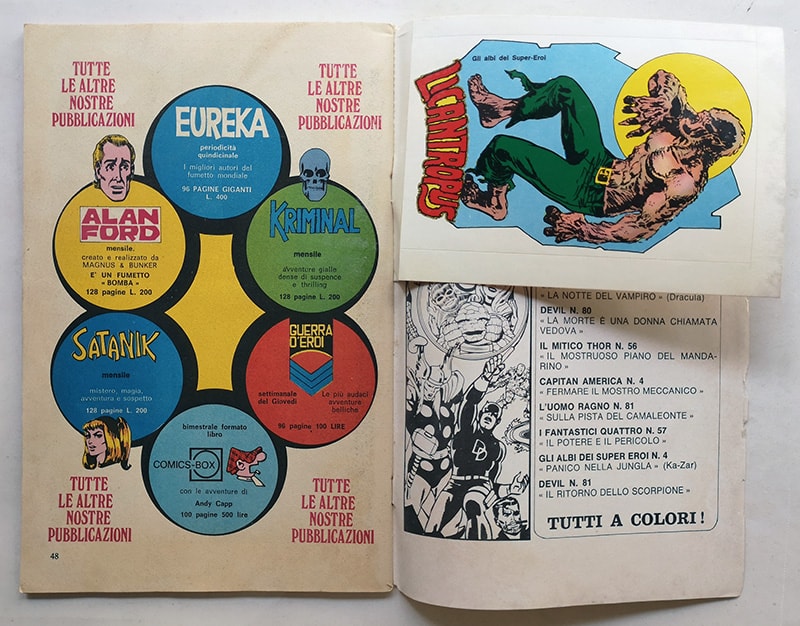 TUTTE
LE ALTRE
NOSTRE
PUBBLICAZIONI
TUTTE
LE ALTRE
NOSTRE
PUBBLICAZIONI
EUREKA
periodicità
quindicinale
I migliori autori del
fumetto mondiale
96 PAGINE GIGANTI
L. 400
ALAN
FORD
mensile.
creato e realizzato da
MAGNUS & BUNKER
E' UN FUMETTO
« BOMBA »
128 pagine L. 200
KRIMINAL
mensile
avventure gialle
dense di suspence
e thrilling
128 pagine L. 200
SATANIK
mensile
mistero, magia,
avventura e sospetto
128 pagine L. 200
GUERRA
D'EROI
settimanale
del Giovedì
Le più audaci
avventure
belliche
96 pagine 100 LIRE
bimestrale formato
libro
COMICS-BOX
con le avventure di
Andy Capp
100 pagine 500 lire
TUTTE
LE ALTRE
NOSTRE
PUBBLICAZIONI
TUTTE
LE ALTRE
NOSTRE
PUBBLICAZIONI
48
Gli albi dei Super-Eroi
LICANTROPUS
« LA NOTTE DEL VAMPIRO » (Dracula)
DEVIL N. 80
« LA MORTE É UNA DONNA CHIAMATA
VEDOVA »
IL MITICO THOR N. 56
« IL MOSTRUOSO PIANO DEL MANDA-
RINO »
CAPITAN AMERICA N. 4
« FERMARE IL MOSTRO MECCANICO »
L'UOMO RAGNO N. 81
« SULLA PISTA DEL CAMALEONTE »
I FANTASTICI QUATTRO N. 57
« IL POTERE E IL PERICOLO »
GLI ALBI DEI SUPER EROI N. 4
« PANICO NELLA JUNGLA » (Ka-Zar)
DEVIL N. 81
« IL RITORNO DELLO SCORPIONE »
TUTTI A COLORI!
DD